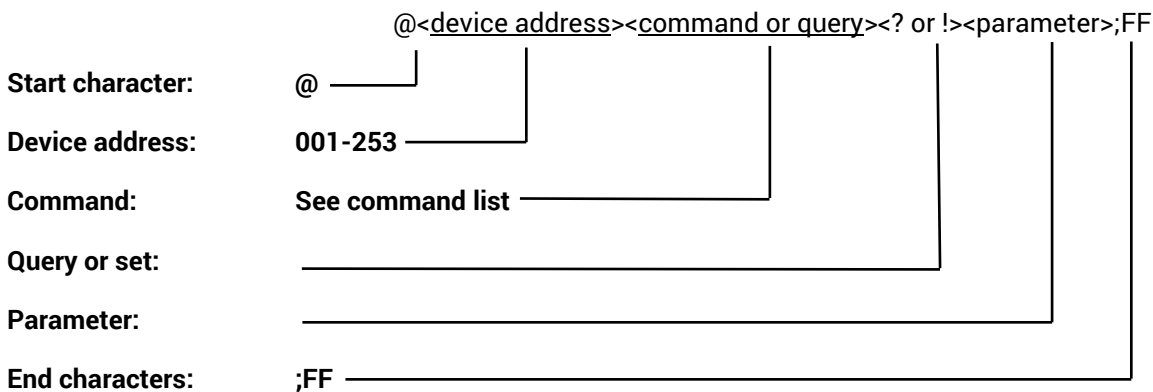 @<device address><command or query><? or !><parameter>;FF
Start character: @
Device address: 001-253
Command: See command list
Query or set:
Parameter:
End characters: ;FF